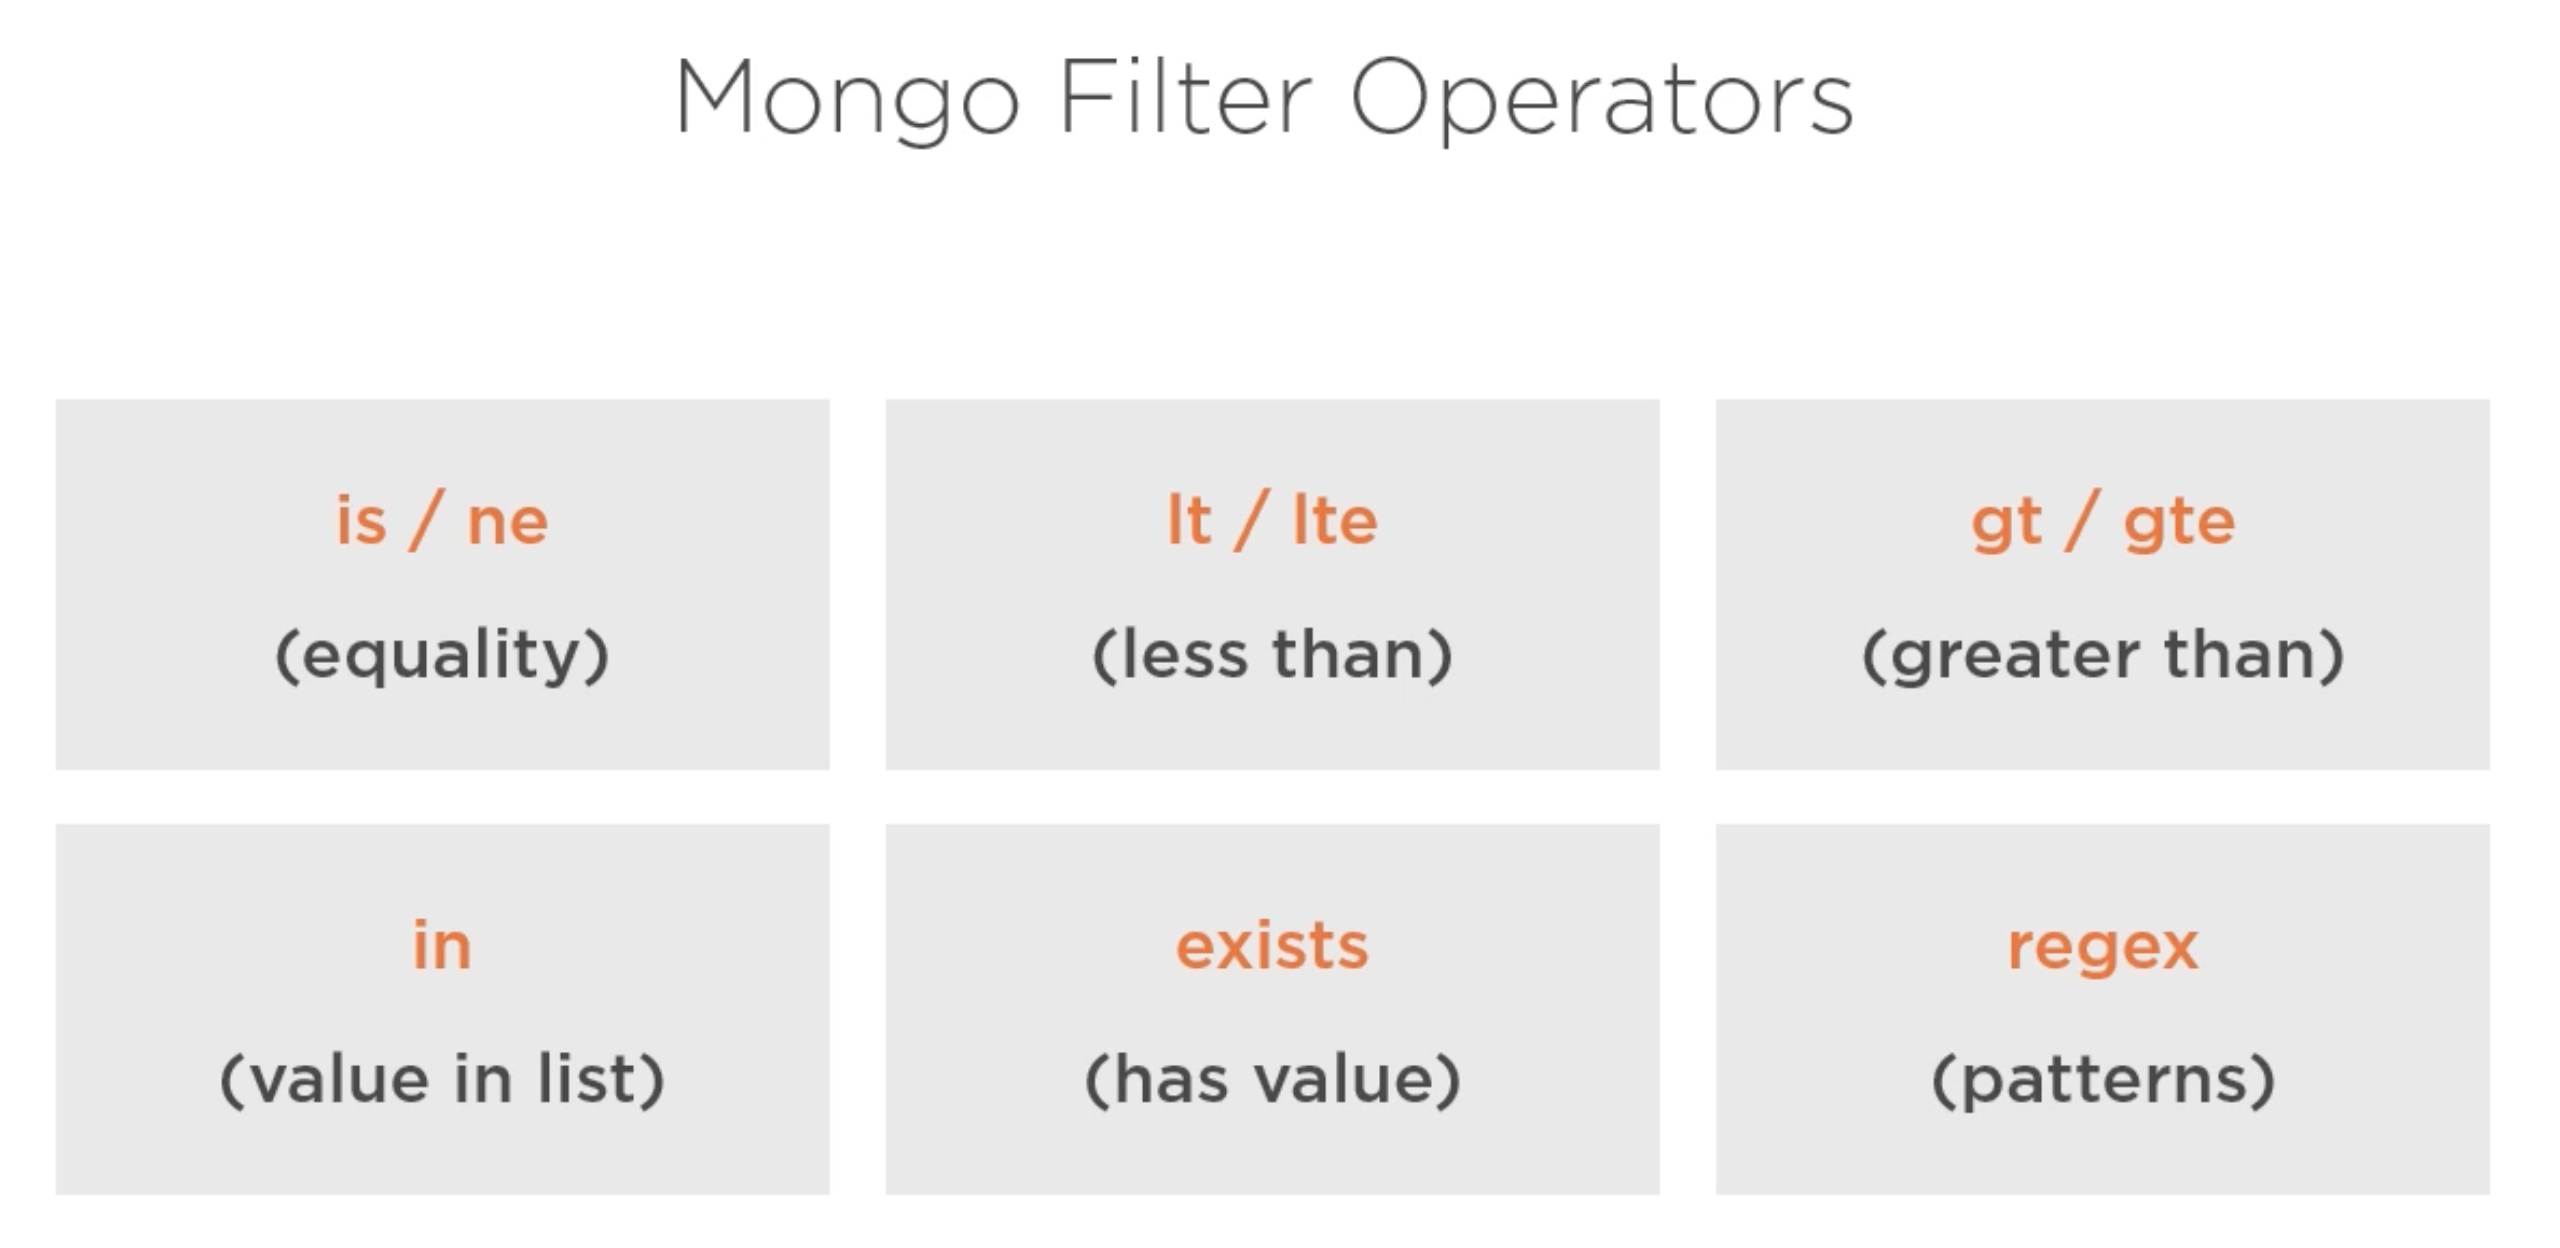 Mongo Filter Operators
is / ne
(equality)
lt / lte
(less than)
gt / gte
(greater than)
in
(value in list)
exists
(has value)
regex
(patterns)